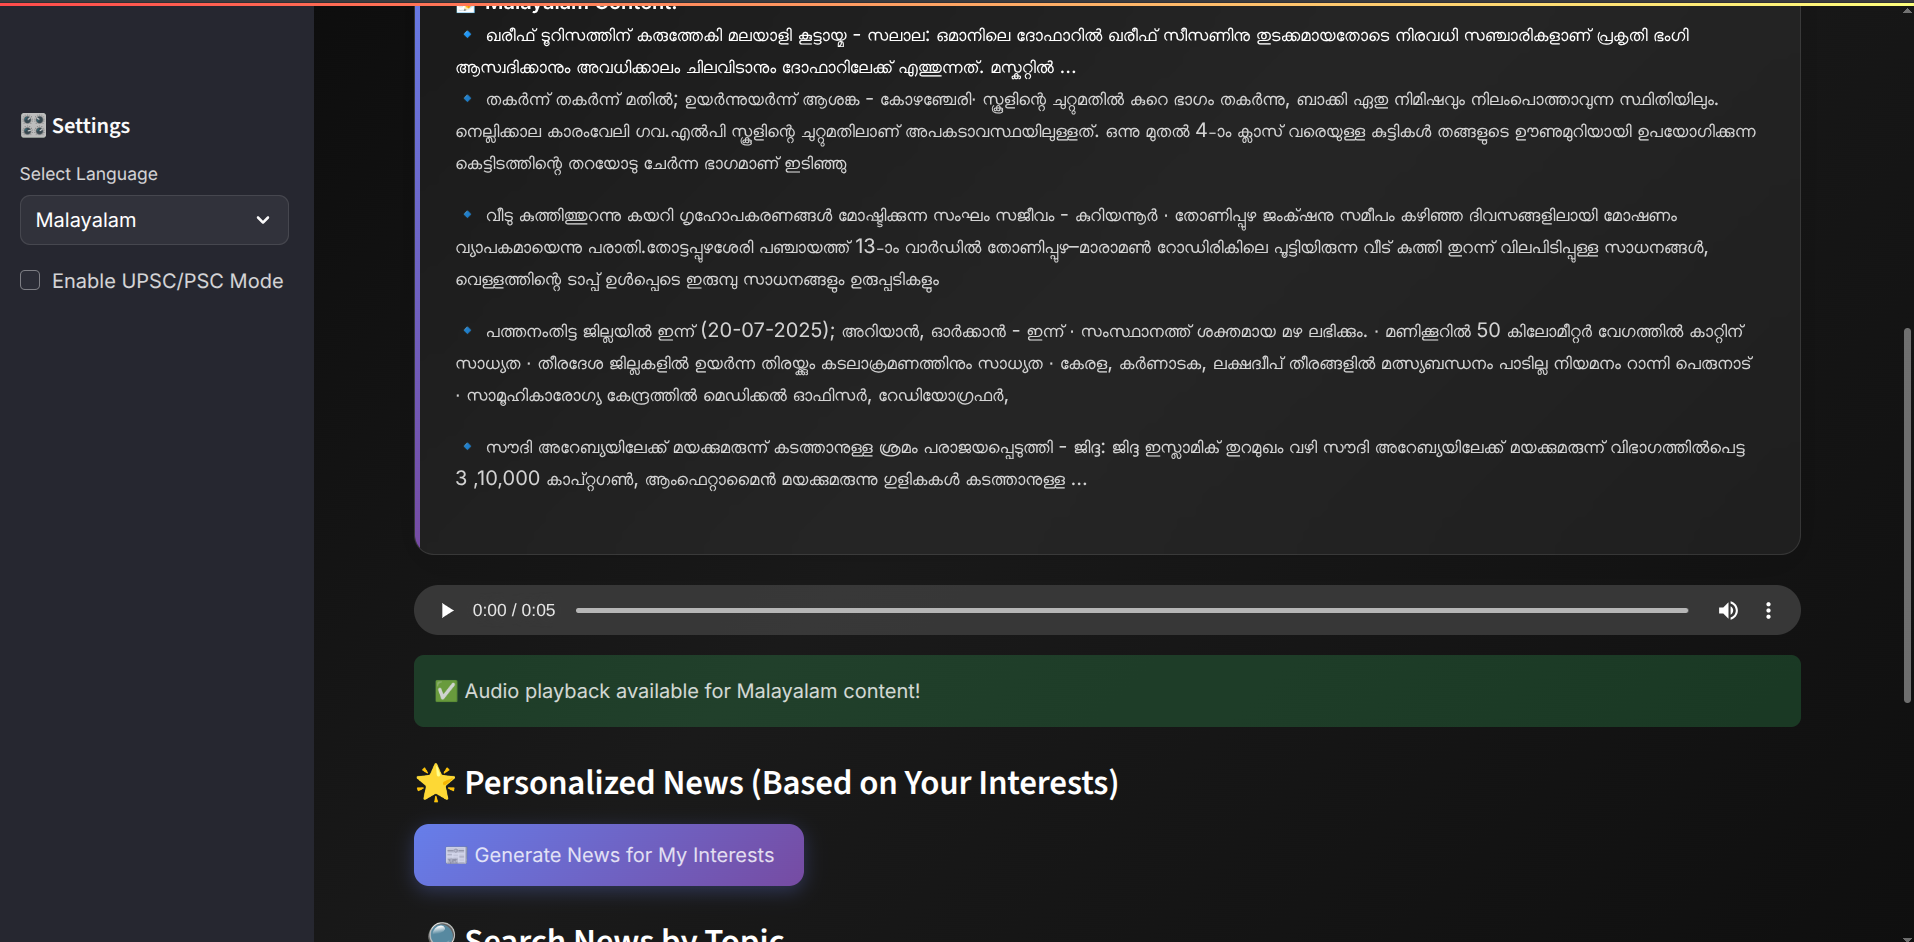 Malayalam Content:
ഖരീഫ് ടൂറിസത്തിന് കരുത്തേകി മലയാളി കൂട്ടായ്മ - സലാല: ഒമാനിലെ ദോഫാറിൽ ഖരീഫ് സീസണിനു തുടക്കമായതോടെ നിരവധി സഞ്ചാരികളാണ് പ്രകൃതി ഭംഗി
ആസ്വദിക്കാനും അവധിക്കാലം ചിലവിടാനും ദോഫാറിലേക്ക് എത്തുന്നത്. മസ്കറ്റിൽ ...
തകർന്ന് തകർന്ന് മതിൽ; ഉയർന്നുയർന്ന് ആശങ്ക - കോഴഞ്ചേരി∙ സ്കൂളിന്റെ ചുറ്റുമതിൽ കുറെ ഭാഗം തകർന്നു, ബാക്കി ഏതു നിമിഷവും നിലംപൊത്താവുന്ന സ്ഥിതിയിലും.
നെല്ലിക്കാല കാരംവേലി ഗവ.എൽപി സ്കൂളിന്റെ ചുറ്റുമതിലാണ് അപകടാവസ്ഥയിലുള്ളത്. ഒന്നു മുതൽ 4–ാം ക്ലാസ് വരെയുള്ള കുട്ടികൾ തങ്ങളുടെ ഊണുമുറിയായി ഉപയോഗിക്കുന്ന
കെട്ടിടത്തിന്റെ തറയോടു ചേർന്ന ഭാഗമാണ് ഇടിഞ്ഞു
വീടു കുത്തിത്തുറന്നു കയറി ഗൃഹോപകരണങ്ങൾ മോഷ്ടിക്കുന്ന സംഘം സജീവം - കുറിയന്നൂർ ∙ തോണിപ്പുഴ ജംക്‌ഷനു സമീപം കഴിഞ്ഞ ദിവസങ്ങളിലായി മോഷണം
വ്യാപകമായെന്നു പരാതി.തോട്ടപ്പുഴശേരി പഞ്ചായത്ത് 13–ാം വാർഡിൽ തോണിപ്പുഴ–മാരാമൺ റോഡിരികിലെ പൂട്ടിയിരുന്ന വീട് കുത്തി തുറന്ന് വിലപിടിപ്പുള്ള സാധനങ്ങൾ,
വെള്ളത്തിന്റെ ടാപ്പ് ഉൾപ്പെടെ ഇരുമ്പു സാധനങ്ങളും ഉരുപ്പടികളും
പത്തനംതിട്ട ജില്ലയിൽ ഇന്ന് (20-07-2025); അറിയാൻ, ഓർക്കാൻ - ഇന്ന് ∙ സംസ്ഥാനത്ത് ശക്തമായ മഴ ലഭിക്കും. ∙ മണിക്കൂറിൽ 50 കിലോമീറ്റർ വേഗത്തിൽ കാറ്റിന്
സാധ്യത ∙ തീരദേശ ജില്ലകളിൽ ഉയർന്ന തിരയ്ക്കും കടലാക്രമണത്തിനും സാധ്യത ∙ കേരള, കർണാടക, ലക്ഷദ്വീപ് തീരങ്ങളിൽ മത്സ്യബന്ധനം പാടില്ല നിയമനം റാന്നി പെരുനാട്
∙ സാമൂഹികാരോഗ്യ കേന്ദ്രത്തിൽ മെഡിക്കൽ ഓഫിസർ, റേഡിയോഗ്രഫർ,
സൗദി അറേബ്യയിലേക്ക് മയക്കുമരുന്ന് കടത്താനുള്ള ശ്രമം പരാജയപ്പെടുത്തി - ജിദ്ദ: ജിദ്ദ ഇസ്ലാമിക് തുറമുഖം വഴി സൗദി അറേബ്യയിലേക്ക് മയക്കുമരുന്ന് വിഭാഗത്തിൽപെട്ട
3 ,10,000 കാപ്റ്റഗൺ, ആംഫെറ്റാമൈൻ മയക്കുമരുന്നു ഗുളികകൾ കടത്താനുള്ള ...
Settings
Select Language
Malayalam
Enable UPSC/PSC Mode
0:00 / 0:05
Audio playback available for Malayalam content!
Personalized News (Based on Your Interests)
Generate News for My Interests
Search News by Topic